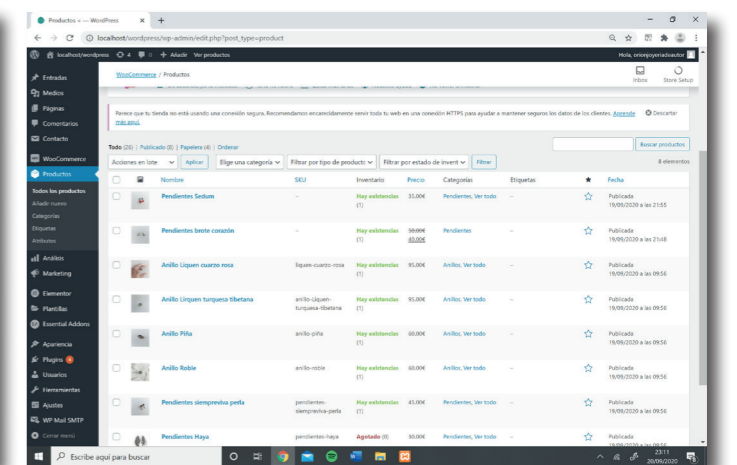 Productos ‹ — WordPress
localhost/wordpress/wp-admin/edit.php?post_type=product
localhost/wordpress 4 0 + Añadir Ver productos Hola, orionjoyeriadeautor
WooCommerce / Productos
Inbox Store Setup
Parece que tu tienda no está usando una conexión segura. Recomendamos encarecidamente servir toda tu web en una conexión HTTPS para ayudar a mantener seguros los datos de los clientes. Aprende
más aquí.
Descartar
Todo (26) | Publicado (8) | Papelera (4) | Ordenar
Buscar productos
Acciones en lote Aplicar Elige una categoría Filtrar por tipo de producto Filtrar por estado de invent Filtrar 8 elementos
Nombre SKU Inventario Precio Categorías Etiquetas Fecha
Pendientes Sedum – Hay existencias 35.00€ Pendientes, Ver todo – Publicada
(1) 19/09/2020 a las 21:55
Pendientes brote corazón – Hay existencias Pendientes – Publicada
(1) 40.00€ 19/09/2020 a las 21:48
Anillo Liquen cuarzo rosa liquen-cuarzo-rosa Hay existencias 95.00€ Anillos, Ver todo – Publicada
(1) 19/09/2020 a las 09:56
Anillo Lirquen turquesa tibetana anillo-Liquen- Hay existencias 95.00€ Anillos, Ver todo – Publicada
turquesa-tibetana (1) 19/09/2020 a las 09:56
Anillo Piña anillo-piña Hay existencias 60.00€ Anillos, Ver todo – Publicada
(1) 19/09/2020 a las 09:56
Anillo Roble anillo-roble Hay existencias 60.00€ Anillos, Ver todo – Publicada
(1) 19/09/2020 a las 09:56
Pendientes siempreviva perla pendientes- Hay existencias 45.00€ Pendientes, Ver todo – Publicada
siempreviva-perla (1) 19/09/2020 a las 09:56
Pendientes Haya pendientes-haya Agotado (0) 30.00€ Pendientes, Ver todo – Publicada
19/09/2020 a las 09:56
Entradas
Medios
Páginas
Comentarios
Contacto
WooCommerce
Productos
Todos los productos
Añadir nuevo
Categorías
Etiquetas
Atributos
Análisis
Marketing
Elementor
Plantillas
Essential Addons
Apariencia
Plugins 4
Usuarios
Herramientas
Ajustes
WP Mail SMTP
Cerrar menú
Escribe aquí para buscar
23:11
20/09/2020